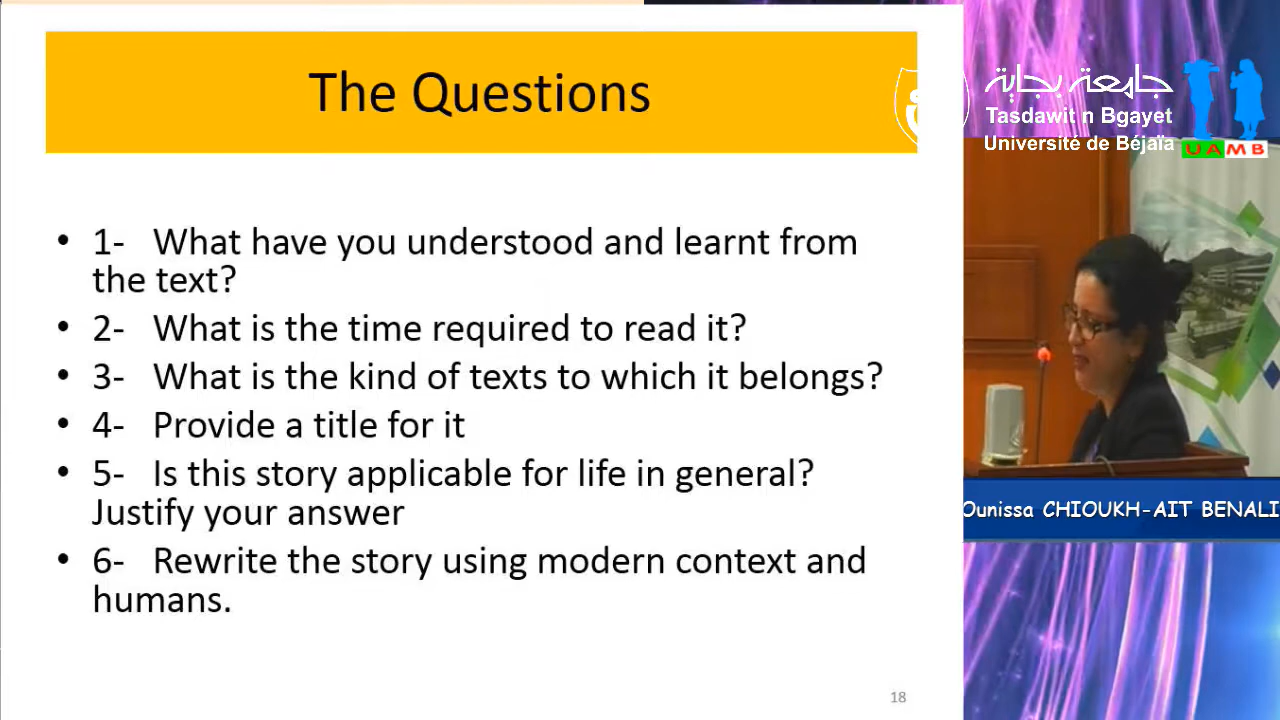 The Questions
جامعة بجاية
Tasdawit n Bgayet
Université de Béjaïa
UAMB
• 1- What have you understood and learnt from
the text?
• 2- What is the time required to read it?
• 3- What is the kind of texts to which it belongs?
• 4- Provide a title for it
• 5- Is this story applicable for life in general?
Justify your answer
• 6- Rewrite the story using modern context and
humans.
18
Ounissa CHIOUKH-AIT BENALI